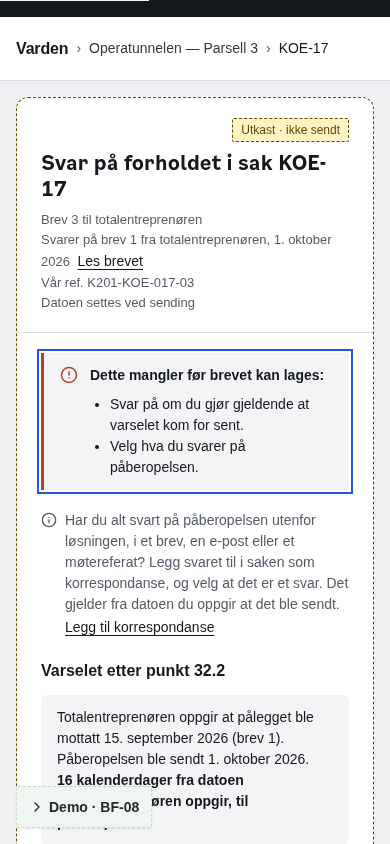 Varden › Operatunnelen — Parsell 3 › KOE-17
Utkast · ikke sendt
Svar på forholdet i sak KOE-
17
Brev 3 til totalentreprenøren
Svarer på brev 1 fra totalentreprenøren, 1. oktober
2026 Les brevet
Vår ref. K201-KOE-017-03
Datoen settes ved sending
Dette mangler før brevet kan lages:
• Svar på om du gjør gjeldende at
varselet kom for sent.
• Velg hva du svarer på
påberopelsen.
Har du alt svart på påberopelsen utenfor
løsningen, i et brev, en e-post eller et
møtereferat? Legg svaret til i saken som
korrespondanse, og velg at det er et svar. Det
gjelder fra datoen du oppgir at det ble sendt.
Legg til korrespondanse
Varselet etter punkt 32.2
Totalentreprenøren oppgir at pålegget ble
mottatt 15. september 2026 (brev 1).
Påberopelsen ble sendt 1. oktober 2026.
16 kalenderdager fra datoen
øren oppgir, til
Demo · BF-08